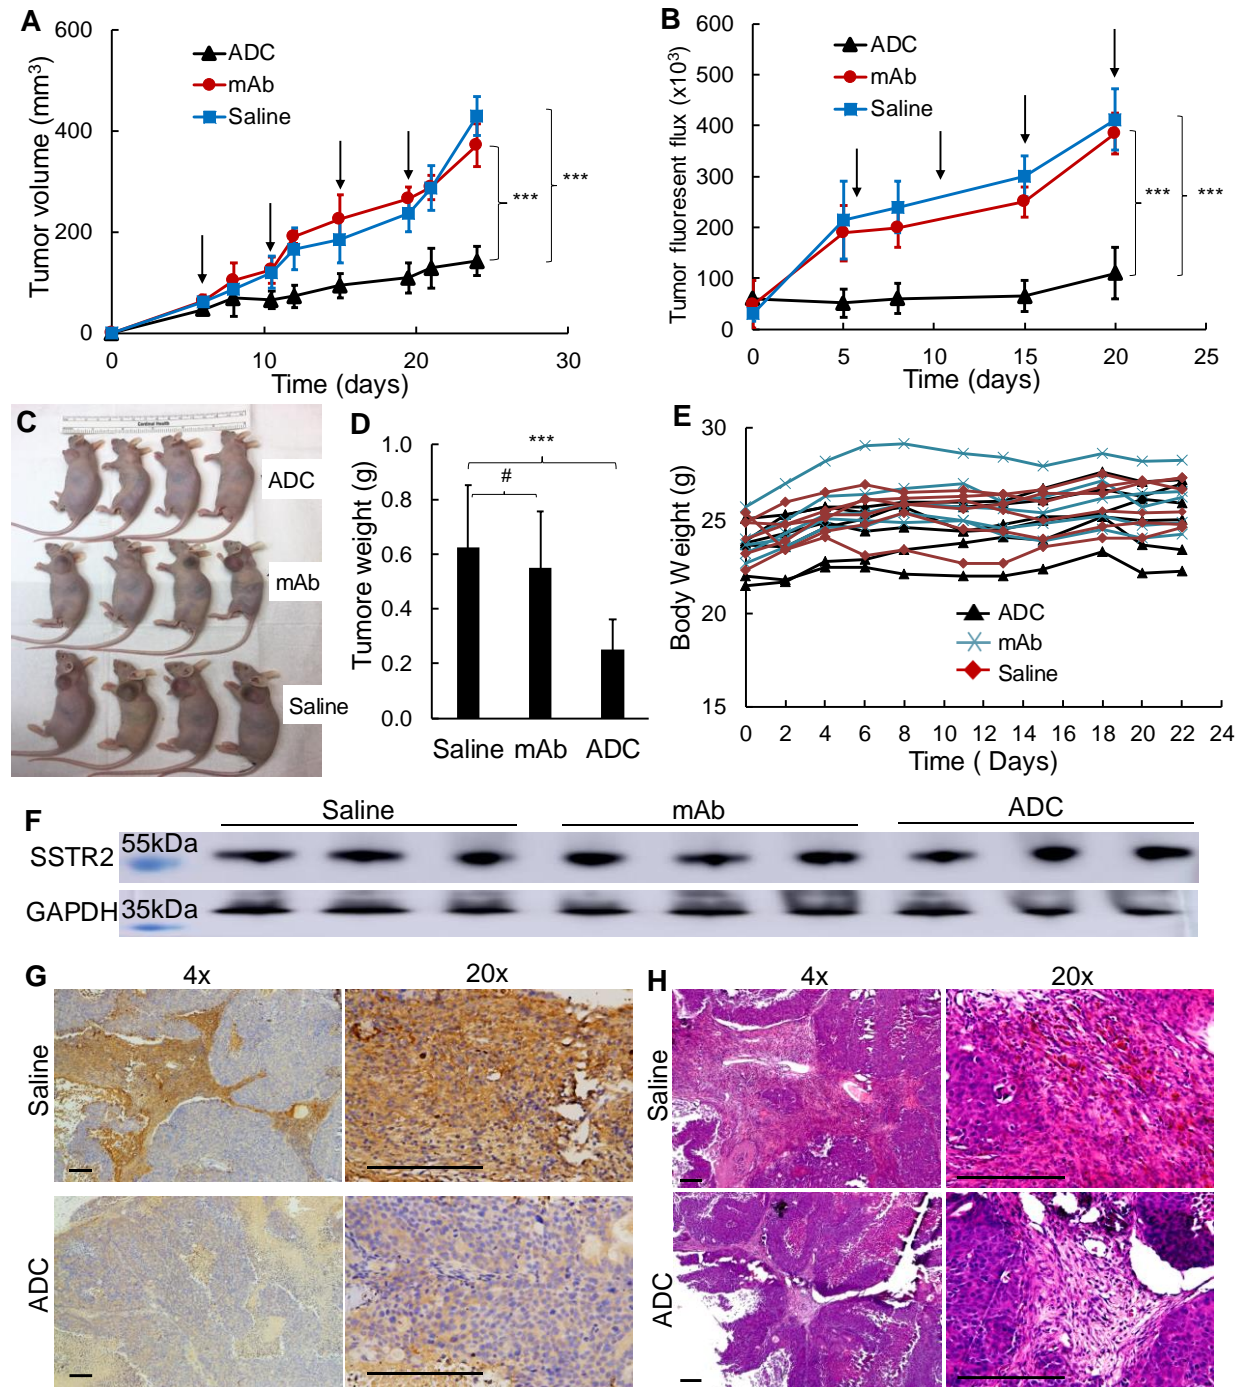 A
600
400
200
0
Tumor volume (mm³)
ADC
mAb
Saline
***
***
0
10
20
30
Time (days)
B
600
500
400
300
200
100
0
Tumor fluorescent flux (x10³)
ADC
mAb
Saline
***
***
0
5
10
15
20
25
Time (days)
C
Cardinal Health
ADC
mAb
Saline
D
1.0
0.8
0.6
0.4
0.2
0.0
Tumore weight (g)
***
#
Saline mAb ADC
E
30
25
20
15
Body W eight (g)
ADC
mAb
Saline
0 2 4 6 8 10 12 14 16 18 20 22 24
Time ( Days)
F
Saline mAb ADC
SSTR2 55kDa
GAPDH 35kDa
G 4x 20x
Saline
ADC
H 4x 20x
Saline
ADC